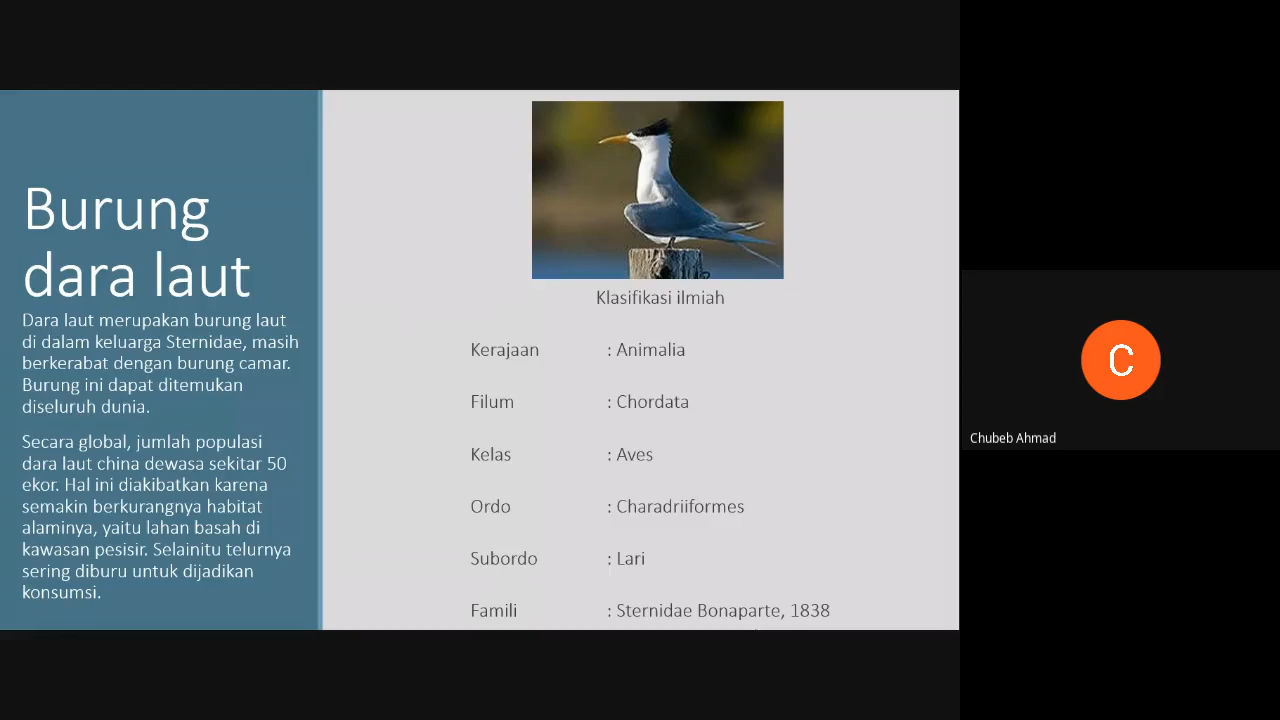 Burung
dara laut
Dara laut merupakan burung laut
di dalam keluarga Sternidae, masih
berkerabat dengan burung camar.
Burung ini dapat ditemukan
diseluruh dunia.
Secara global, jumlah populasi
dara laut china dewasa sekitar 50
ekor. Hal ini diakibatkan karena
semakin berkurangnya habitat
alaminya, yaitu lahan basah di
kawasan pesisir. Selainitu telurnya
sering diburu untuk dijadikan
konsumsi.
Klasifikasi ilmiah
Kerajaan : Animalia
Filum : Chordata
Kelas : Aves
Ordo : Charadriiformes
Subordo : Lari
Famili : Sternidae Bonaparte, 1838
C
Chubeb Ahmad